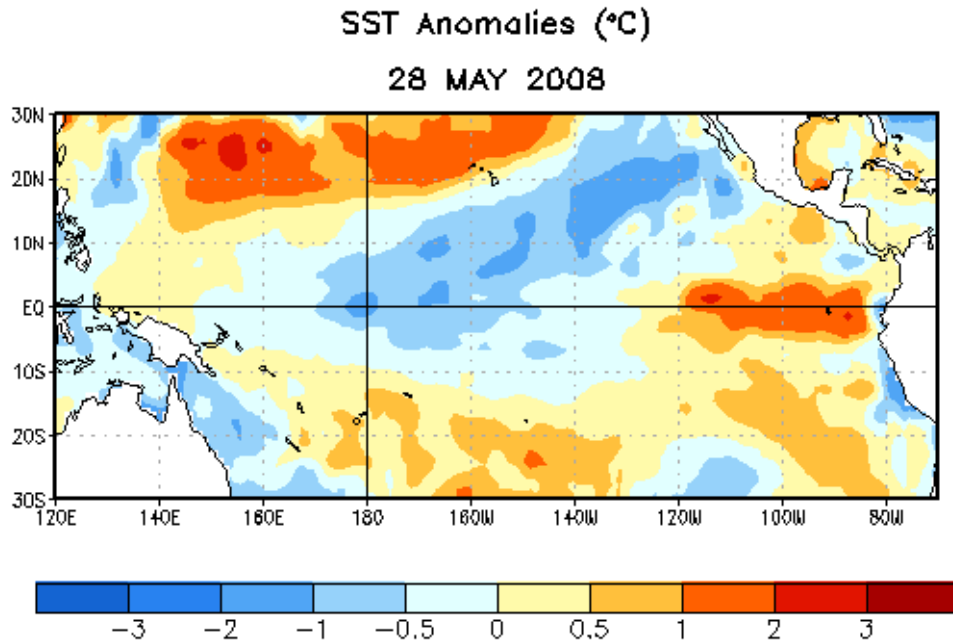 SST Anomalies (°C)
28 MAY 2008
30N
20N
10N
EQ
10S
20S
30S
120E 140E 160E 180 160W 140W 120W 100W 80W
-3 -2 -1 -0.5 0 0.5 1 2 3